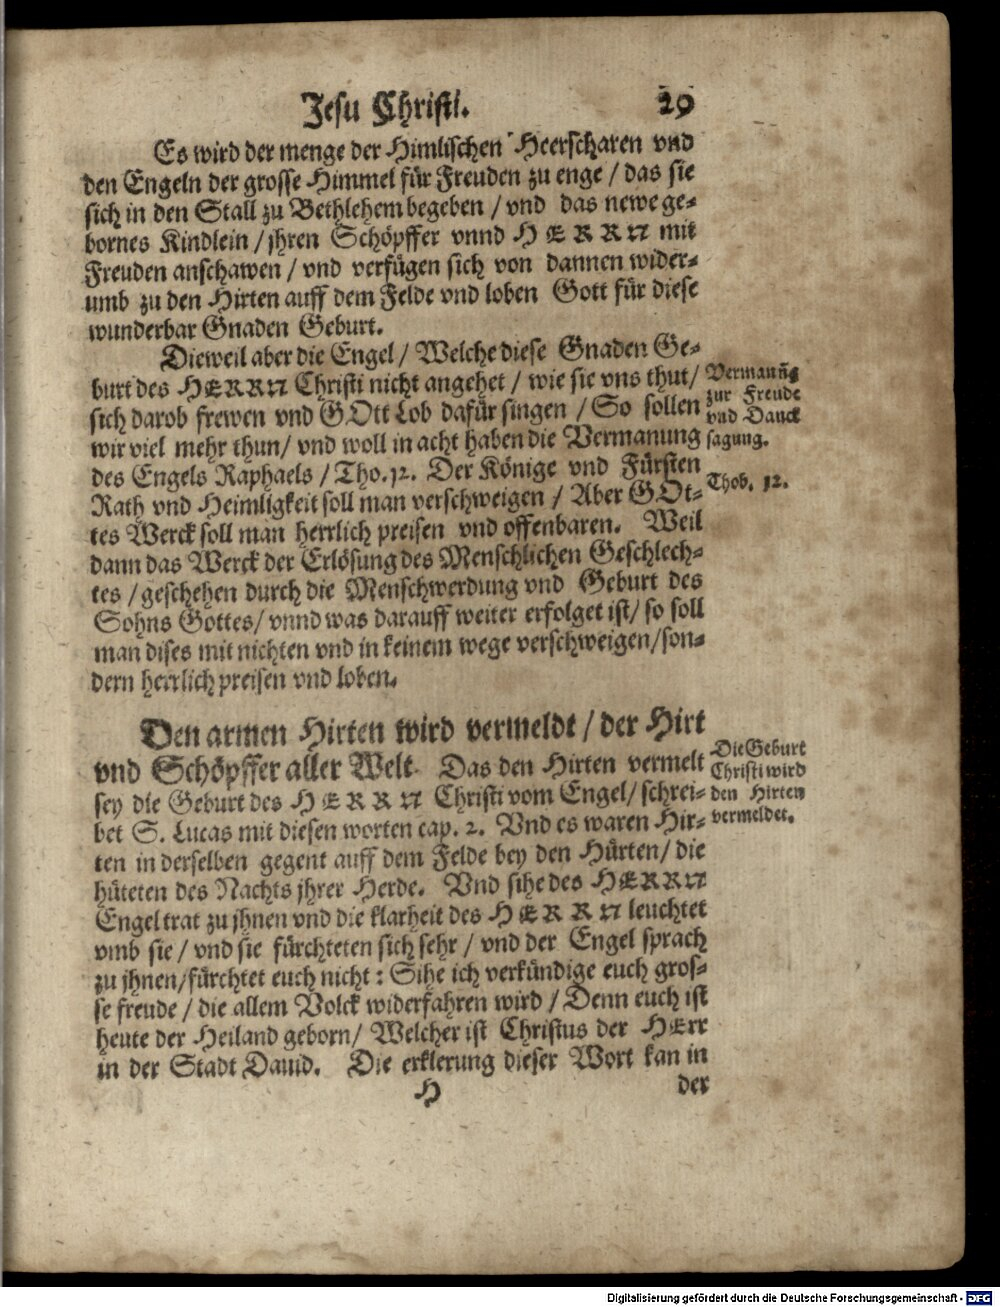 Jesu Christi. 29
Es wird der menge der Himlischen Heerscharen vnd
den Engeln der grosse Himmel für Freuden zu enge / das sie
sich in den Stall zu Bethlehem begeben / vnd das newe ge-
bornes Kindlein / jhren Schöpffer vnnd HERRN mit
Freuden anschawen / vnd verfügen sich von dannen wider-
umb zu den Hirten auff dem Felde vnd loben Gott für diese
wunderbar Gnaden Geburt.
Dieweil aber die Engel / Welche diese Gnaden Ge-
burt des HERRN Christi nicht angehet / wie sie vns thut /
sich darob frewen vnd GOtt Lob dafür singen / So sollen
wir viel mehr thun / vnd woll in acht haben die Vermanung
des Engels Raphaels / Tho. 12. Der Könige vnd Fürsten
Rath vnd Heimligkeit soll man verschweigen / Aber GOt-
tes Werck soll man herrlich preisen vnd offenbaren. Weil
dann das Werck der Erlösung des Menschlichen Geschlech-
tes / geschehen durch die Menschwerdung vnd Geburt des
Sohns Gottes / vnnd was darauff weiter erfolget ist / so soll
man dises mit nichten vnd in keinem wege verschweigen / son-
dern herrlich preisen vnd loben.
Vermanũg
zur Freude
vnd Danck
sagung.
Thob. 12.
Den armen Hirten wird vermeldt / der Hirt
vnd Schöpffer aller Welt. Das den Hirten vermelt
sey die Geburt des HERRN Christi vom Engel / schrei-
bet S. Lucas mit diesen worten cap. 2. Vnd es waren Hir-
ten in derselben gegent auff dem Felde bey den Hürten / die
hüteten des Nachts jhrer Herde. Vnd sihe des HERRN
Engel trat zu jhnen vnd die klarheit des HERRN leuchtet
vmb sie / vnd sie fürchteten sich sehr / vnd der Engel sprach
zu jhnen / fürchtet euch nicht : Sihe ich verkündige euch gros-
se freude / die allem Volck widerfahren wird / Denn euch ist
heute der Heiland geborn / Welcher ist Christus der HErr
in der Stadt Dauid. Die erklerung dieser Wort kan in
Die Geburt
Christi wird
den Hirten
vermeldet.
H der
Digitalisierung gefördert durch die Deutsche Forschungsgemeinschaft - DFG